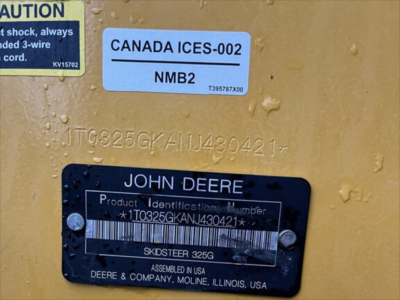 AUTION
t shock, always
nded 3-wire
n cord.
KV15702
CANADA ICES-002
NMB2
T395787X00
1T0325GKANJ430421*
JOHN DEERE
Product Identification Number
*1T0325GKANJ430421*
SKIDSTEER 325G
ASSEMBLED IN USA
DEERE & COMPANY, MOLINE, ILLINOIS, USA